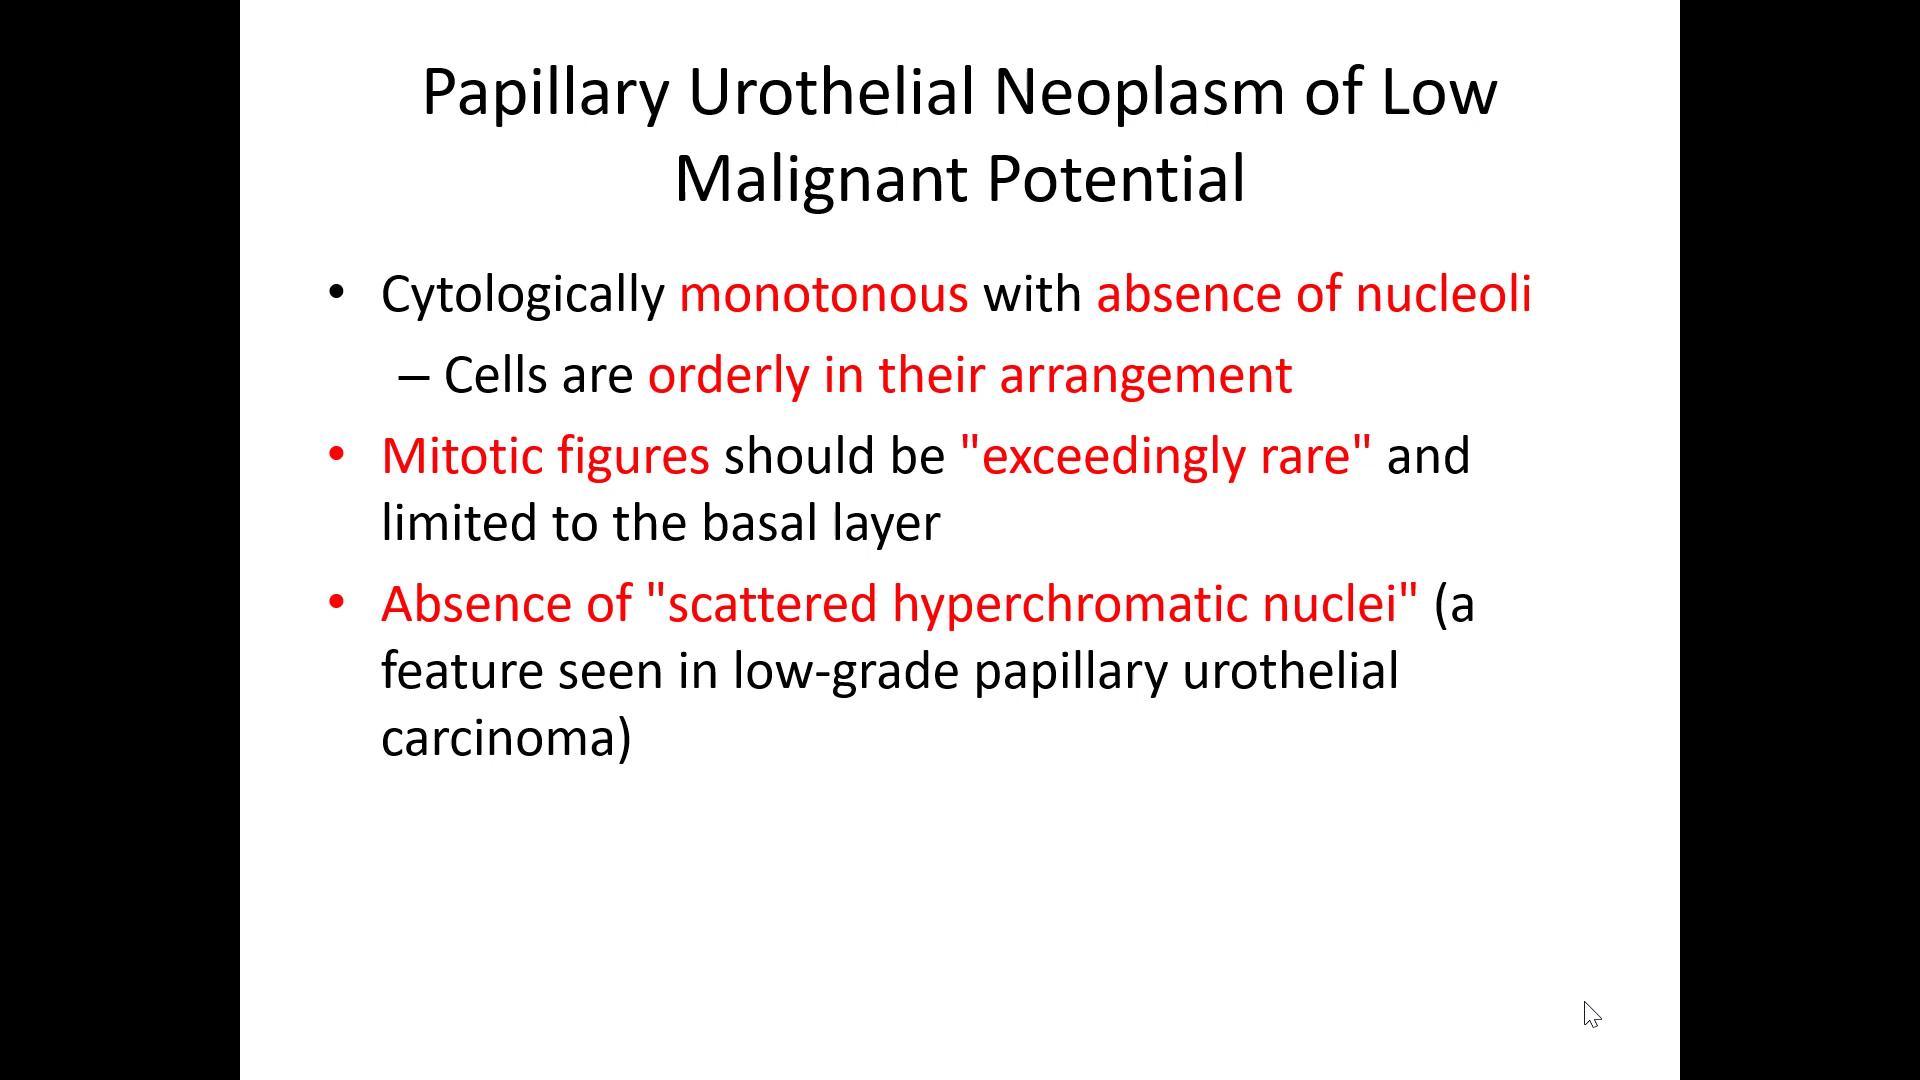 Papillary Urothelial Neoplasm of Low
Malignant Potential
• Cytologically monotonous with absence of nucleoli
– Cells are orderly in their arrangement
• Mitotic figures should be "exceedingly rare" and
limited to the basal layer
• Absence of "scattered hyperchromatic nuclei" (a
feature seen in low-grade papillary urothelial
carcinoma)